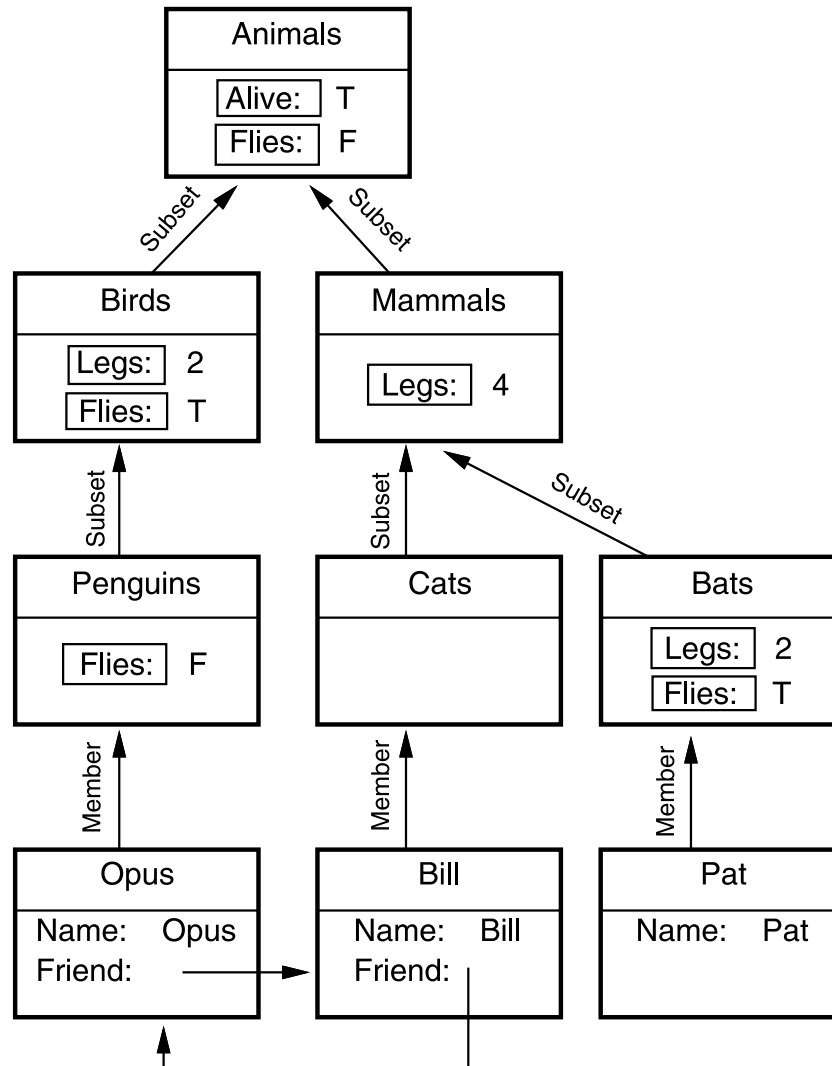 Animals
Alive: T
Flies: F
Subset
Subset
Birds
Legs: 2
Flies: T
Mammals
Legs: 4
Subset
Subset
Subset
Penguins
Flies: F
Cats
Bats
Legs: 2
Flies: T
Member
Member
Member
Opus
Name: Opus
Friend:
Bill
Name: Bill
Friend:
Pat
Name: Pat